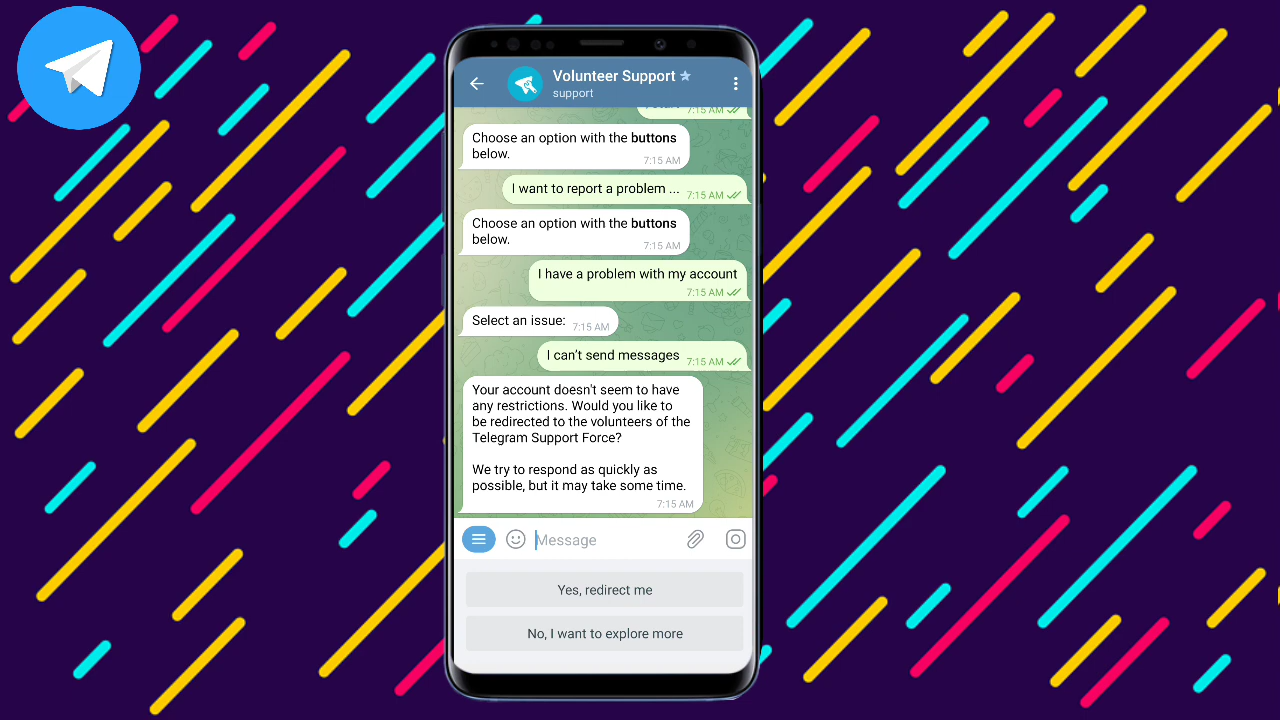 Volunteer Support
support
7:15 AM
Choose an option with the buttons
below.
7:15 AM
I want to report a problem ...
7:15 AM
Choose an option with the buttons
below.
7:15 AM
I have a problem with my account
7:15 AM
Select an issue:
7:15 AM
I can't send messages
7:15 AM
Your account doesn't seem to have
any restrictions. Would you like to
be redirected to the volunteers of the
Telegram Support Force?
We try to respond as quickly as
possible, but it may take some time.
7:15 AM
Message
Yes, redirect me
No, I want to explore more